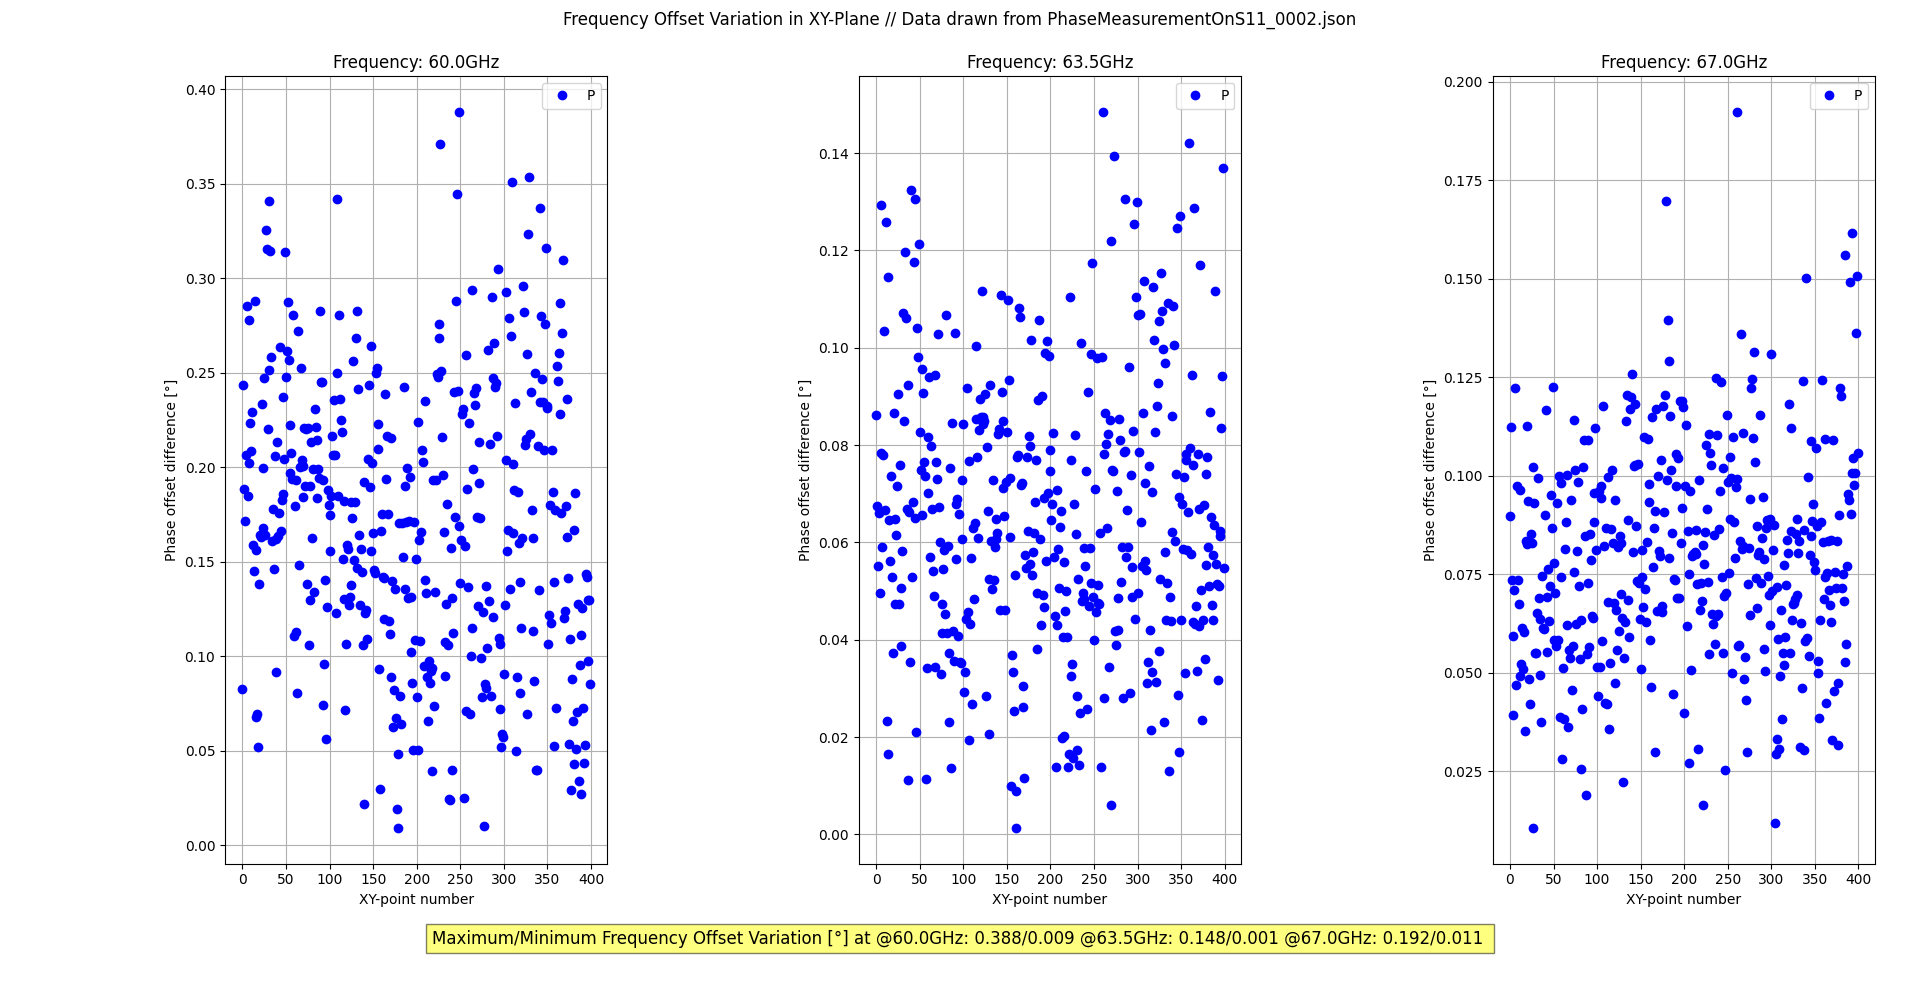 Frequency Offset Variation in XY-Plane // Data drawn from PhaseMeasurementOnS11_0002.json
Frequency: 60.0GHz
P
0.40
0.35
0.30
0.25
0.20
0.15
0.10
0.05
0.00
Phase offset difference [°]
0 50 100 150 200 250 300 350 400
XY-point number
Frequency: 63.5GHz
P
0.14
0.12
0.10
0.08
0.06
0.04
0.02
0.00
Phase offset difference [°]
0 50 100 150 200 250 300 350 400
XY-point number
Frequency: 67.0GHz
P
0.200
0.175
0.150
0.125
0.100
0.075
0.050
0.025
Phase offset difference [°]
0 50 100 150 200 250 300 350 400
XY-point number
Maximum/Minimum Frequency Offset Variation [°] at @60.0GHz: 0.388/0.009 @63.5GHz: 0.148/0.001 @67.0GHz: 0.192/0.011